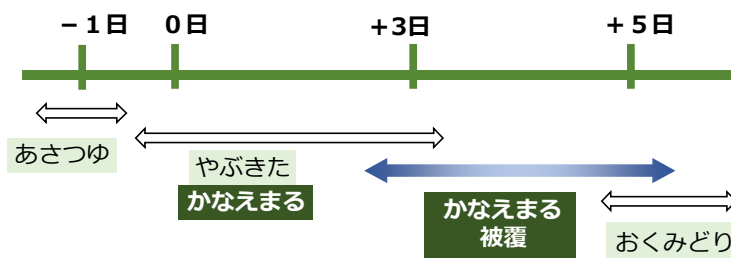 －1日 0日 +3日 +5日
あさつゆ
やぶきた
かなえまる
かなえまる
被覆
おくみどり